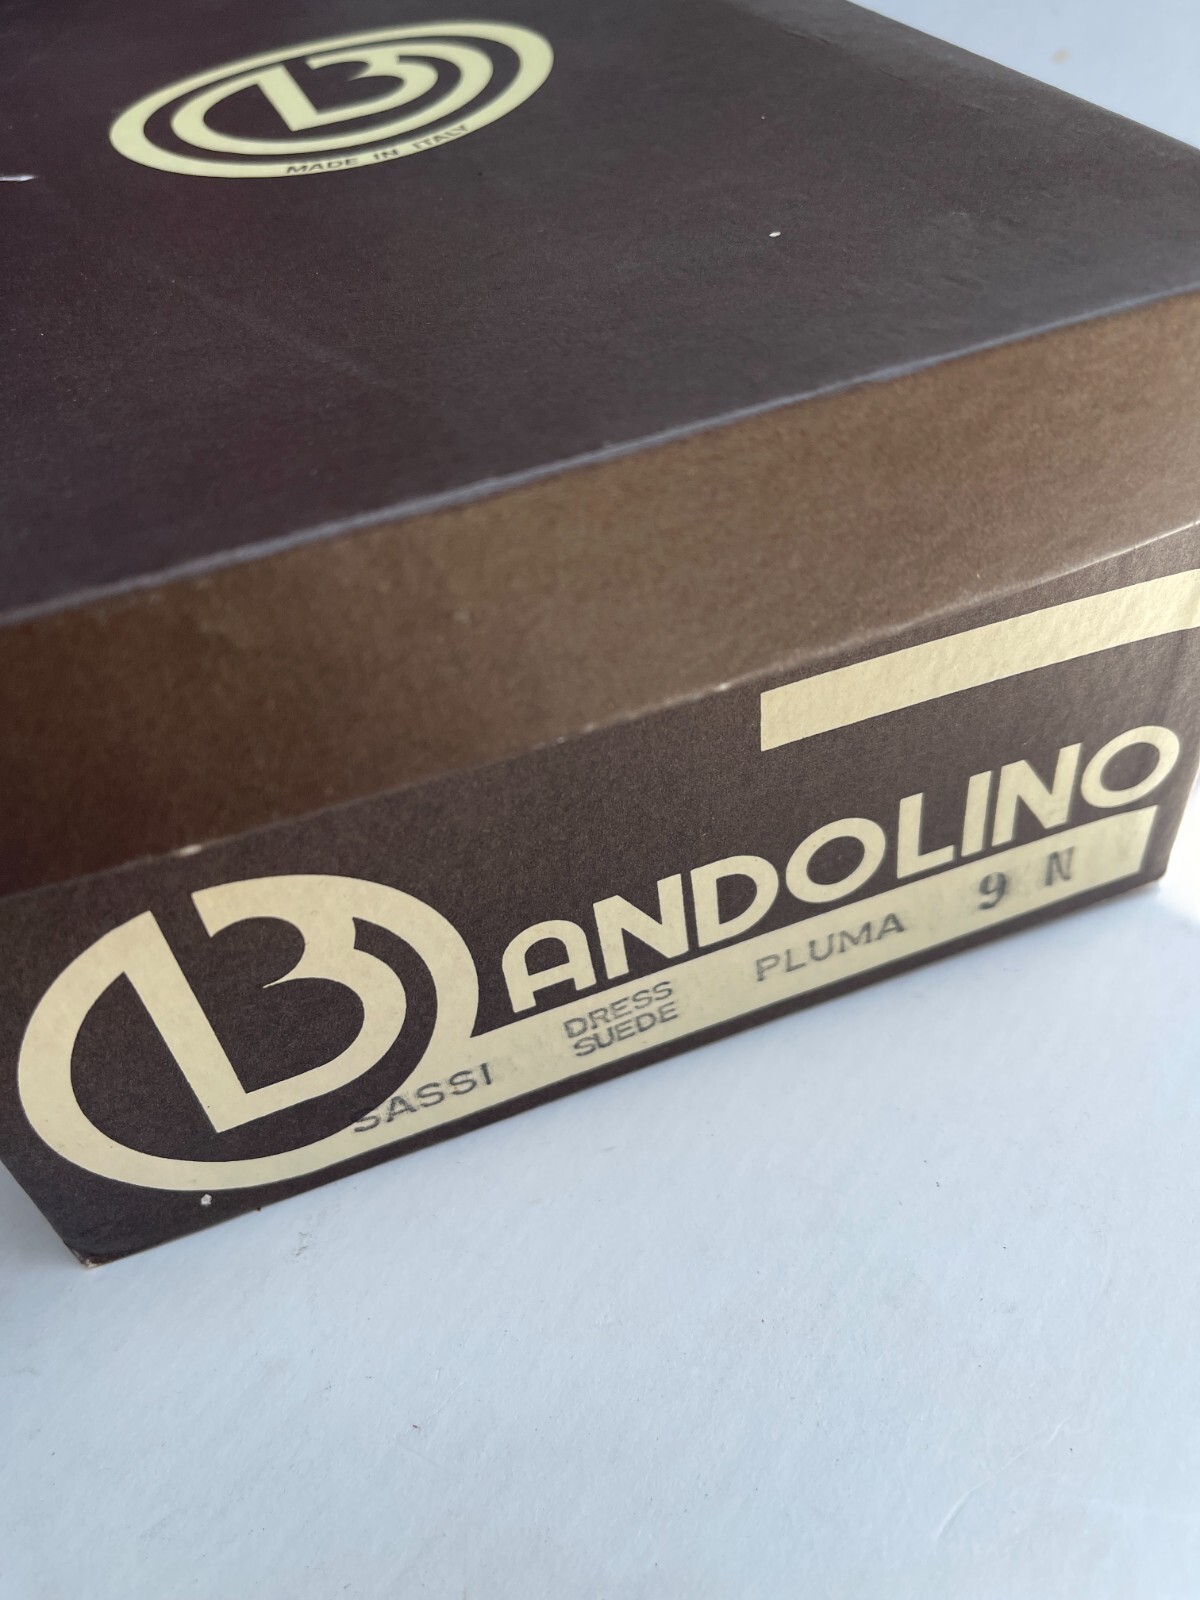 B
MADE IN ITALY
BANDOLINO
SASSI DRESS SUEDE PLUMA 9 N